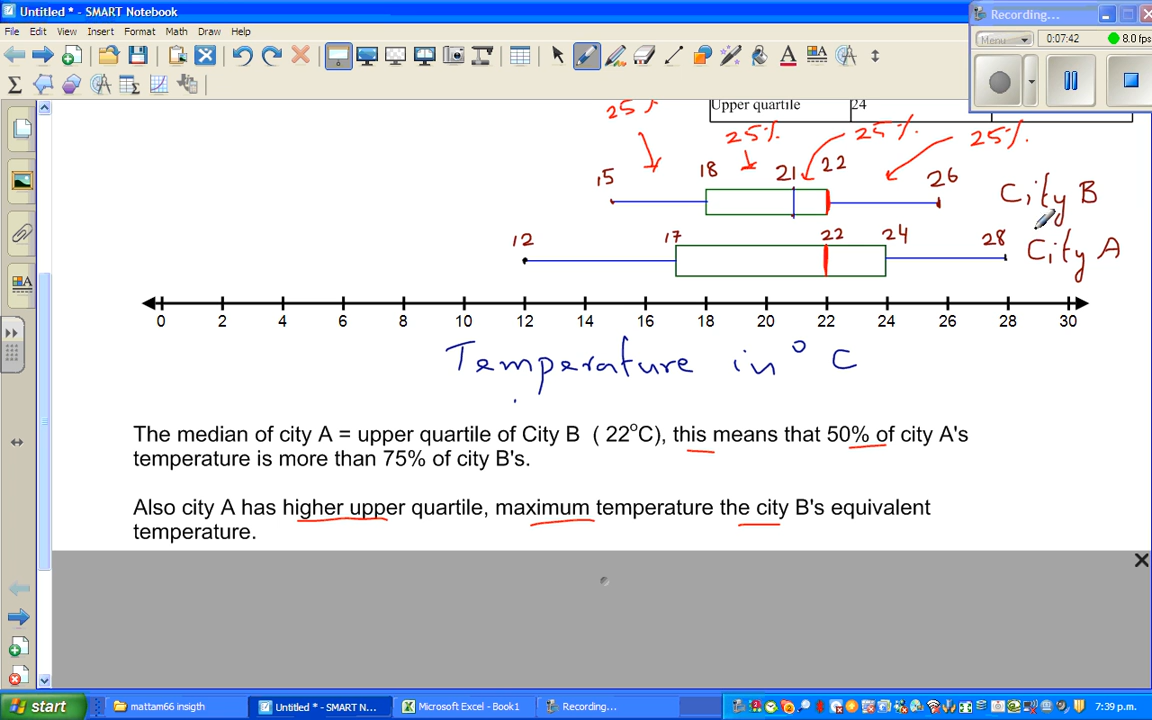 Untitled * - SMART Notebook
Recording...
File Edit View Insert Format Math Draw Help
Menu
0:07:42
8.0 fps
Upper quartile 24
25%
25%
25%
25%
15 18 21 22 26
City B
12 17 22 24 28
City A
0 2 4 6 8 10 12 14 16 18 20 22 24 26 28 30
Temperature in ° C
The median of city A = upper quartile of City B ( 22°C), this means that 50% of city A's
temperature is more than 75% of city B's.
Also city A has higher upper quartile, maximum temperature the city B's equivalent
temperature.
start
mattam66 insigth
Untitled * - SMART N...
Microsoft Excel - Book1
Recording...
7:39 p.m.